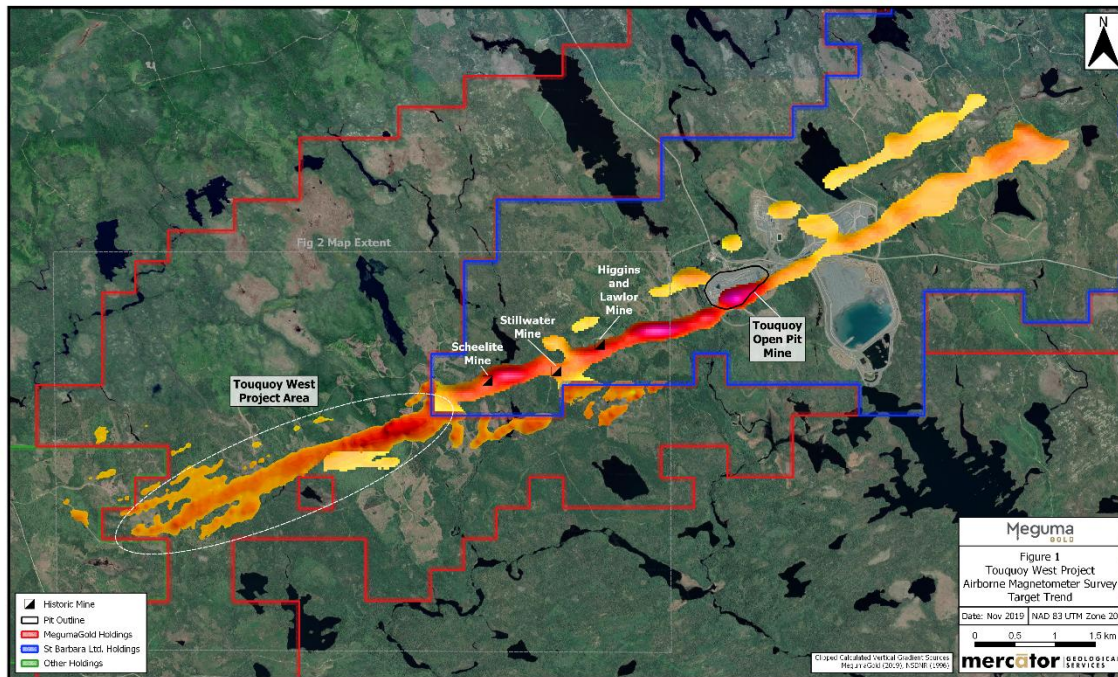 N
Fig 2 Map Extent
Higgins
and
Lawlor
Mine
Stillwater
Mine
Scheelite
Mine
Touquoy
Open Pit
Mine
Touquoy West
Project Area
Historic Mine
Pit Outline
MegumaGold Holdings
St Barbara Ltd. Holdings
Other Holdings
Clipped Calculated Vertical Gradient Sources
MegumaGold (2019), NSDNR (1996)
Meguma
GOLD
Figure 1
Touquoy West Project
Airborne Magnetometer Survey
Target Trend
Date: Nov 2019 NAD 83 UTM Zone 20
0 0.5 1 1.5 km
mercător GEOLOGICAL
SERVICES